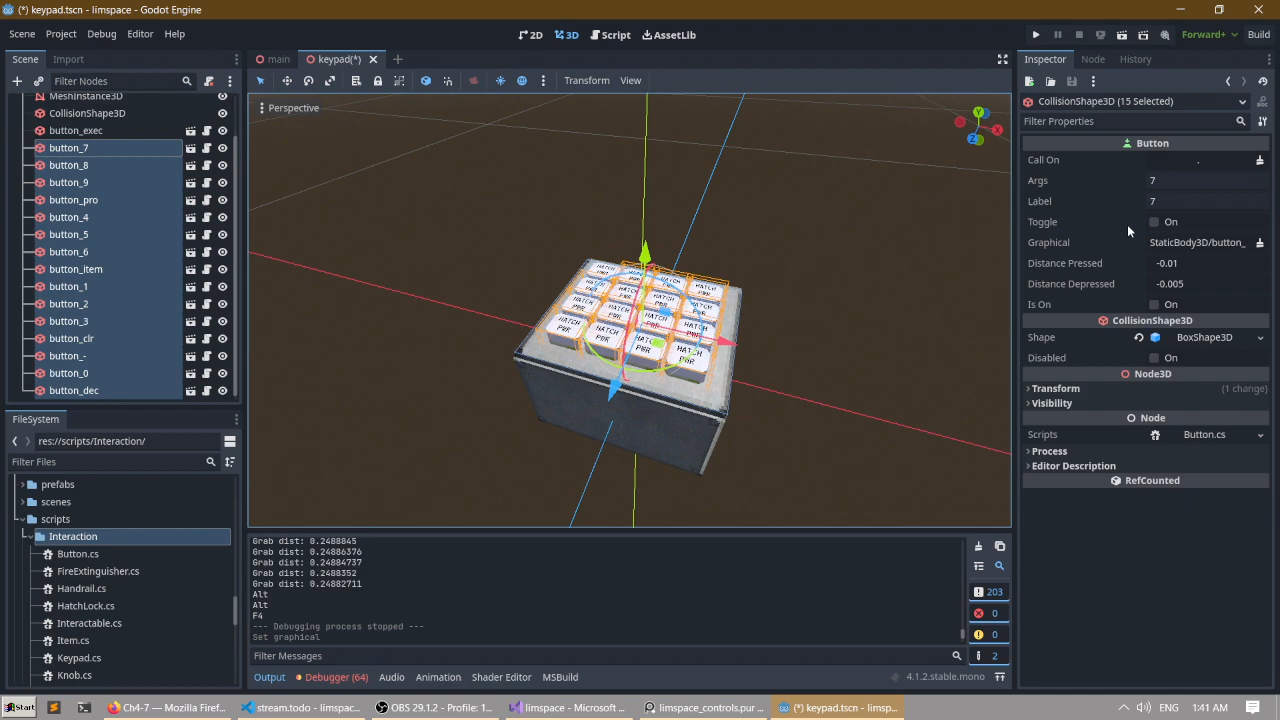 (*) keypad.tscn - limspace - Godot Engine
Scene Project Debug Editor Help
2D 3D Script AssetLib
Forward+ Build
Scene Import
main keypad(*)
Inspector Node History
Filter Nodes
Transform View
MeshInstance3D
CollisionShape3D
button_exec
button_7
button_8
button_9
button_pro
button_4
button_5
button_6
button_item
button_1
button_2
button_3
button_clr
button_-
button_0
button_dec
Perspective
Y
X
Z
HATCH
PWR
HATCH
PWR
HATCH
PWR
HATCH
PWR
CollisionShape3D (15 Selected)
Filter Properties
Button
Call On .
Args 7
Label 7
Toggle On
Graphical StaticBody3D/button_
Distance Pressed -0.01
Distance Depressed -0.005
Is On On
CollisionShape3D
Shape BoxShape3D
Disabled On
Node3D
Transform (1 change)
Visibility
Node
Scripts Button.cs
Process
Editor Description
RefCounted
FileSystem
res://scripts/Interaction/
Filter Files
prefabs
scenes
scripts
Interaction
Button.cs
FireExtinguisher.cs
Handrail.cs
HatchLock.cs
Interactable.cs
Item.cs
Keypad.cs
Knob.cs
Grab dist: 0.2488845
Grab dist: 0.24886376
Grab dist: 0.24884737
Grab dist: 0.2488352
Grab dist: 0.24882711
Alt
Alt
F4
--- Debugging process stopped ---
Set graphical
203
0
0
2
Filter Messages
Output Debugger (64) Audio Animation Shader Editor MSBuild
4.1.2.stable.mono
Start Ch4-7 — Mozilla Firef... stream.todo - limspac... OBS 29.1.2 - Profile: 1... limspace - Microsoft ... limspace_controls.pur... (*) keypad.tscn - limsp... ENG 1:41 AM